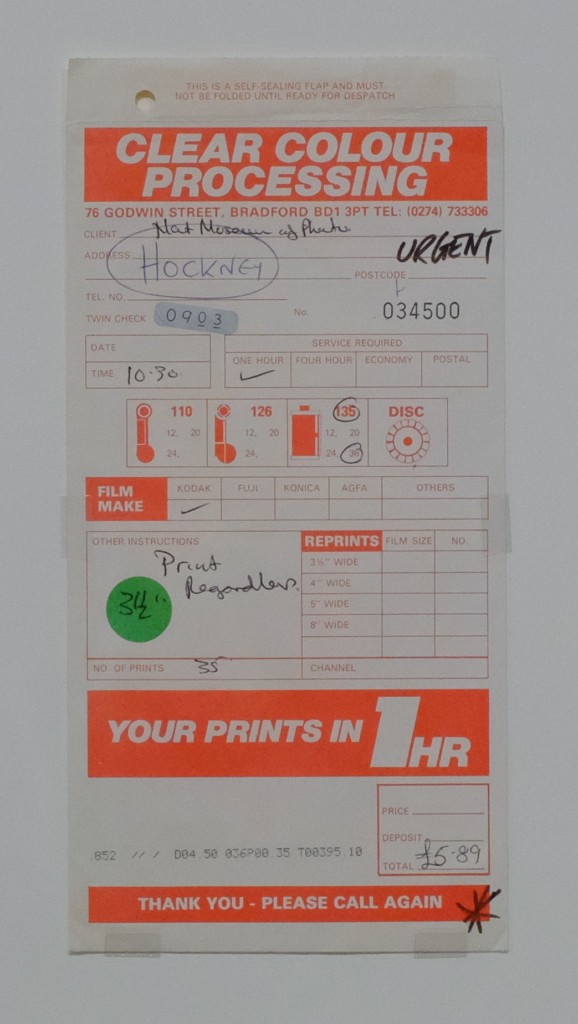 THIS IS A SELF-SEALING FLAP AND MUST
NOT BE FOLDED UNTIL READY FOR DESPATCH
CLEAR COLOUR
PROCESSING
76 GODWIN STREET, BRADFORD BD1 3PT TEL: (0274) 733306
CLIENT Nat Museum of Photo
ADDRESS HOCKNEY URGENT
POSTCODE
TEL. NO.
TWIN CHECK 0903 No. 034500
DATE SERVICE REQUIRED
TIME 10.30 ONE HOUR FOUR HOUR ECONOMY POSTAL
110 126 135 DISC
12, 20 12, 20 12, 20
24, 24, 24, 36
FILM MAKE KODAK FUJI KONICA AGFA OTHERS
OTHER INSTRUCTIONS REPRINTS FILM SIZE NO.
Print Regardless. 3½" WIDE
3½" 4" WIDE
5" WIDE
8" WIDE
NO OF PRINTS 35 CHANNEL
YOUR PRINTS IN 1HR
PRICE
DEPOSIT
.852 /// D04.50 036P00.35 T00395.10 TOTAL £5.89
THANK YOU - PLEASE CALL AGAIN